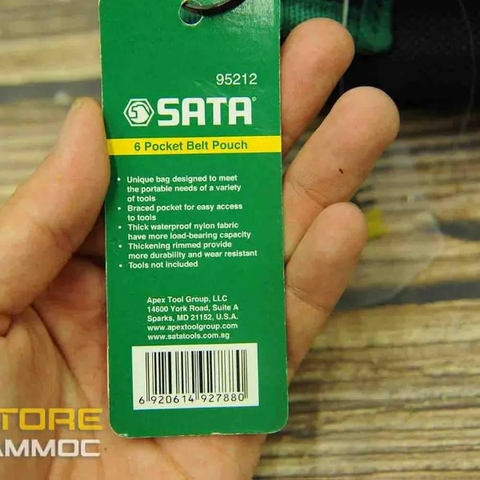 95212
SATA
6 Pocket Belt Pouch
• Unique bag designed to meet
the portable needs of a variety
of tools
• Braced pocket for easy access
to tools
• Thick waterproof nylon fabric
have more load-bearing capacity
• Thickening rimmed provide
more durability and wear resistant
• Tools not included
Apex Tool Group, LLC
14600 York Road, Suite A
Sparks, MD 21152, U.S.A.
www.apextoolgroup.com
www.satatools.com.sg
6 920614 927880
TORE
AMMOC